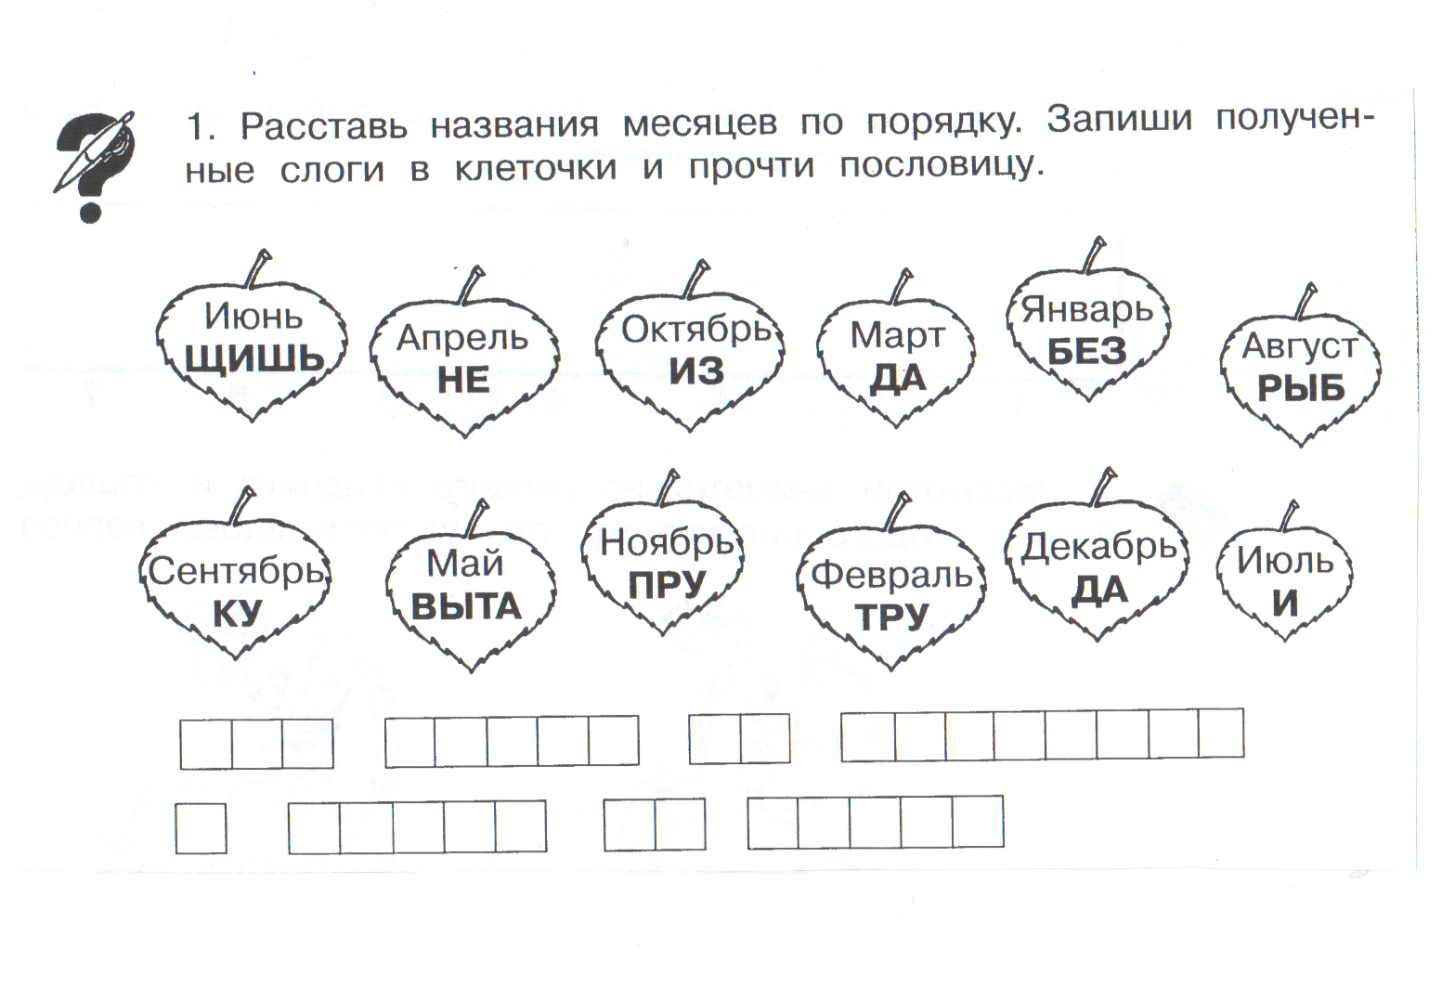 1. Расставь названия месяцев по порядку. Запиши получен-
ные слоги в клеточки и прочти пословицу.
Июнь
ЩИШЬ
Апрель
НЕ
Октябрь
ИЗ
Март
ДА
Январь
БЕЗ
Август
РЫБ
Сентябрь
КУ
Май
ВЫТА
Ноябрь
ПРУ
Февраль
ТРУ
Декабрь
ДА
Июль
И